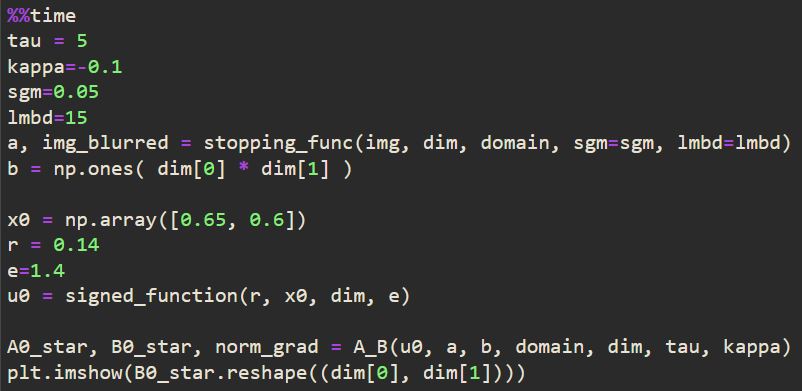 %%time
tau = 5
kappa=-0.1
sgm=0.05
lmbd=15
a, img_blurred = stopping_func(img, dim, domain, sgm=sgm, lmbd=lmbd)
b = np.ones( dim[0] * dim[1] )

x0 = np.array([0.65, 0.6])
r = 0.14
e=1.4
u0 = signed_function(r, x0, dim, e)

A0_star, B0_star, norm_grad = A_B(u0, a, b, domain, dim, tau, kappa)
plt.imshow(B0_star.reshape((dim[0], dim[1])))